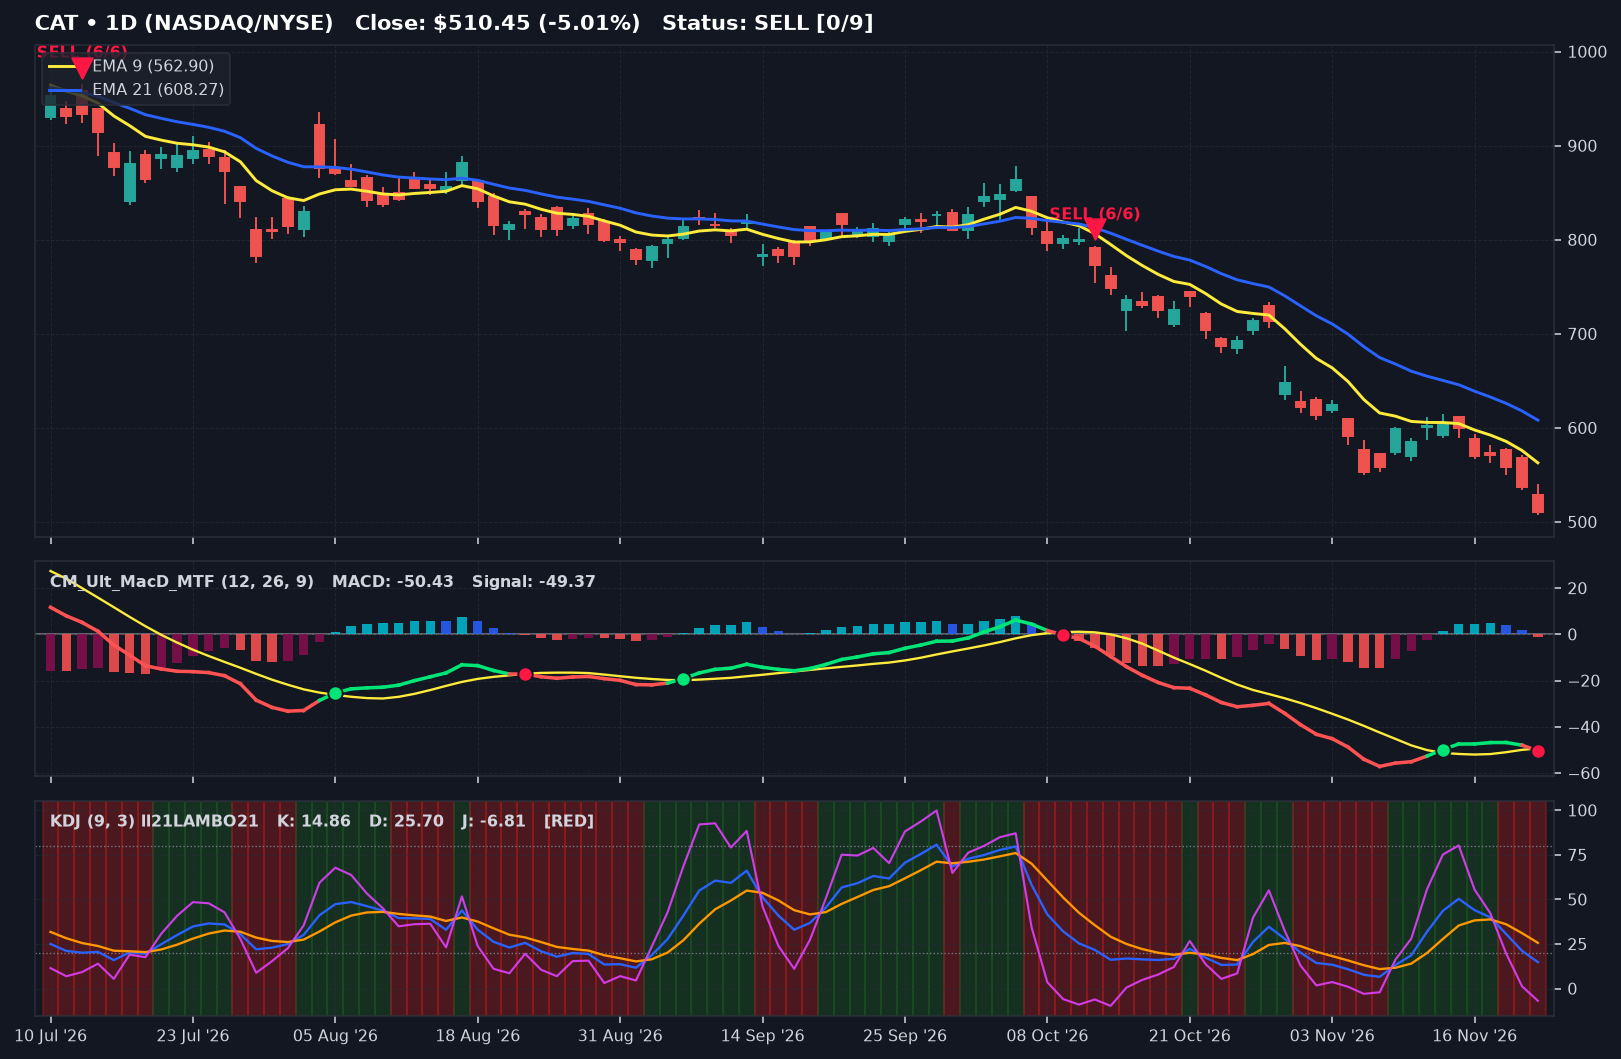 CAT • 1D (NASDAQ/NYSE)   Close: $510.45 (-5.01%)   Status: SELL [0/9]
SELL (6/6)
EMA 9 (562.90)
EMA 21 (608.27)
SELL (6/6)
1000
900
800
700
600
500
CM_Ult_MacD_MTF (12, 26, 9)   MACD: -50.43   Signal: -49.37
20
0
−20
−40
−60
KDJ (9, 3) II21LAMBO21   K: 14.86   D: 25.70   J: -6.81   [RED]
100
75
50
25
0
10 Jul '26
23 Jul '26
05 Aug '26
18 Aug '26
31 Aug '26
14 Sep '26
25 Sep '26
08 Oct '26
21 Oct '26
03 Nov '26
16 Nov '26